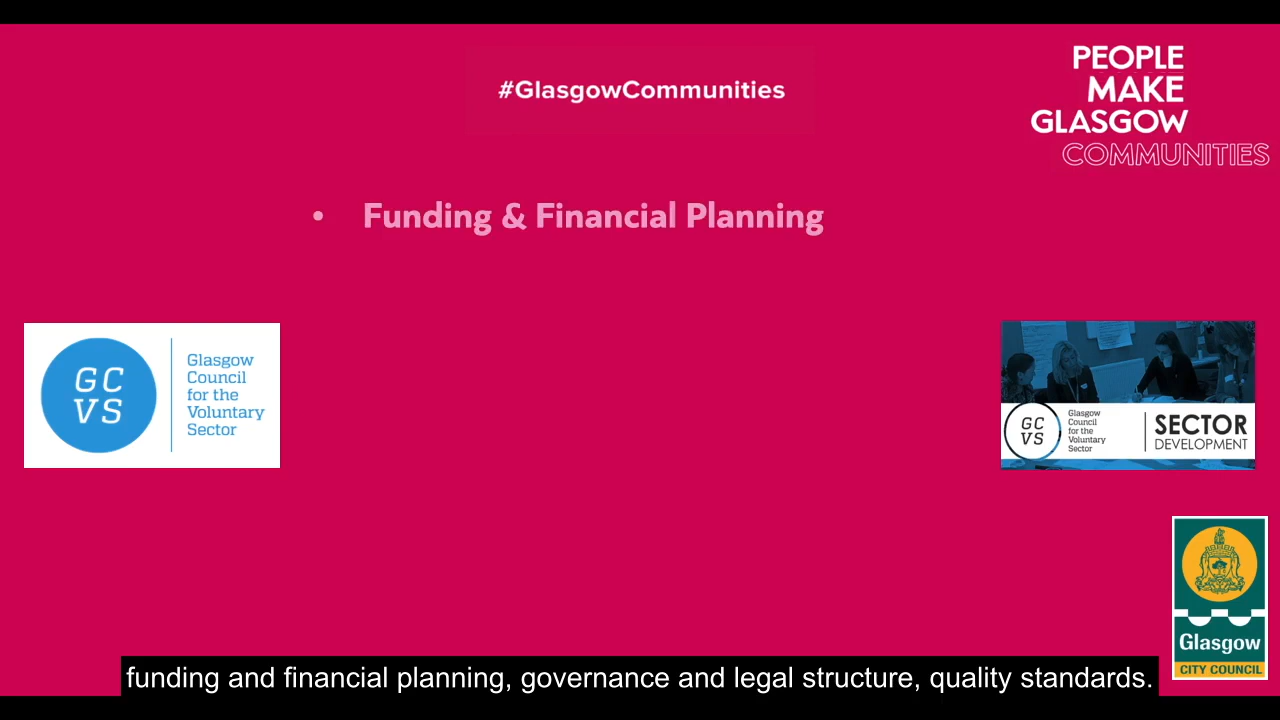 #GlasgowCommunities
PEOPLE
MAKE
GLASGOW
COMMUNITIES
• Funding & Financial Planning
GC
VS
Glasgow
Council
for the
Voluntary
Sector
GC
VS
Glasgow
Council
for the
Voluntary
Sector
SECTOR
DEVELOPMENT
Glasgow
CITY COUNCIL
funding and financial planning, governance and legal structure, quality standards.